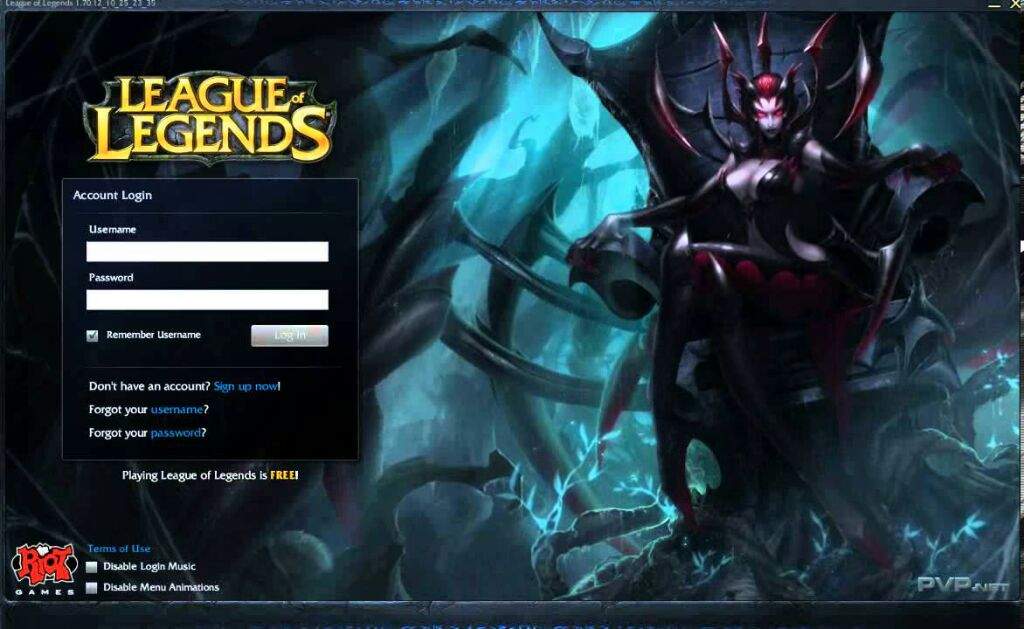 League of Legends 1.70.12_10_25_23_35
LEAGUE of
LEGENDS
Account Login
Username
Password
Remember Username
Log In
Don't have an account? Sign up now!
Forgot your username?
Forgot your password?
Playing League of Legends is FREE!
Terms of Use
Disable Login Music
Disable Menu Animations
RIOT
GAMES
PVP.NET